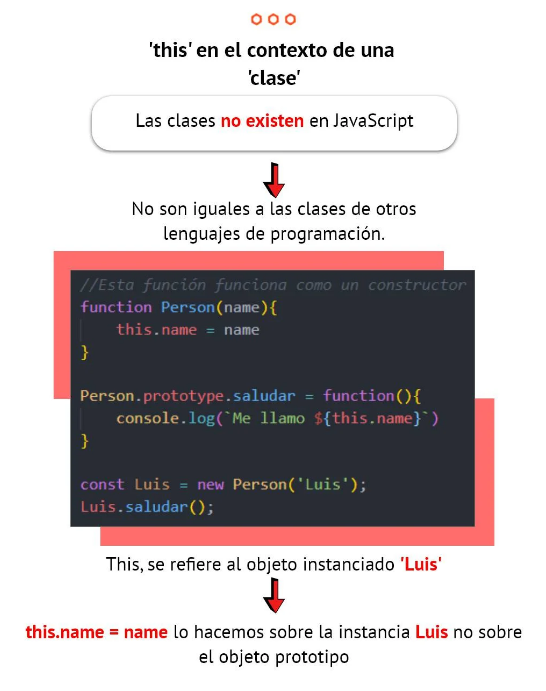 'this' en el contexto de una
'clase'
Las clases no existen en JavaScript
No son iguales a las clases de otros
lenguajes de programación.
//Esta función funciona como un constructor
function Person(name){
    this.name = name
}
Person.prototype.saludar = function(){
    console.log(`Me llamo ${this.name}`)
}
const Luis = new Person('Luis');
Luis.saludar();
This, se refiere al objeto instanciado 'Luis'
this.name = name lo hacemos sobre la instancia Luis no sobre
el objeto prototipo